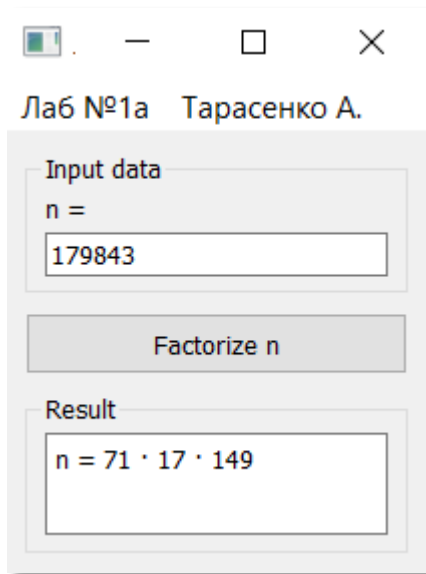 .
Лаб №1а Тарасенко А.
Input data
n =
179843
Factorize n
Result
n = 71 · 17 · 149